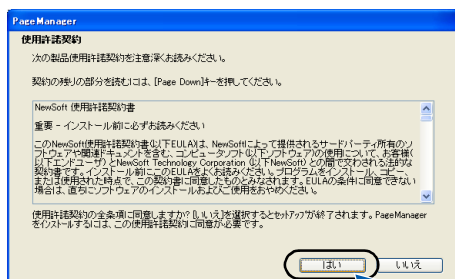 PageManager
使用許諾契約
次の製品使用許諾契約を注意深くお読みください。
契約の残りの部分を読むには、[Page Down]キーを押してください。
NewSoft 使用許諾契約書
重要 - インストール前に必ずお読みください
このNewSoft使用許諾契約書(以下EULA)は、NewSoftによって提供されるサードパーティ所有のソ
フトウェアや関連ドキュメントを含む、コンピュータソフト(以下ソフトウェア)の使用について、お客様(
以下エンドユーザ)とNewSoft Technology Corporation (以下NewSoft)との間で交わされる法的な
契約書です。インストール前にこのEULAをよくお読みください。プログラムをインストール、コピー、
または使用された時点で、この契約書に同意したものとみなされます。EULAの条件に同意できない
場合は、直ちにソフトウェアのインストールおよびご使用をおやめください。
使用許諾契約の全条項に同意しますか? [いいえ]を選択するとセットアップが終了されます。PageManager
をインストールするには、この使用許諾契約に同意が必要です。
はい
いいえ